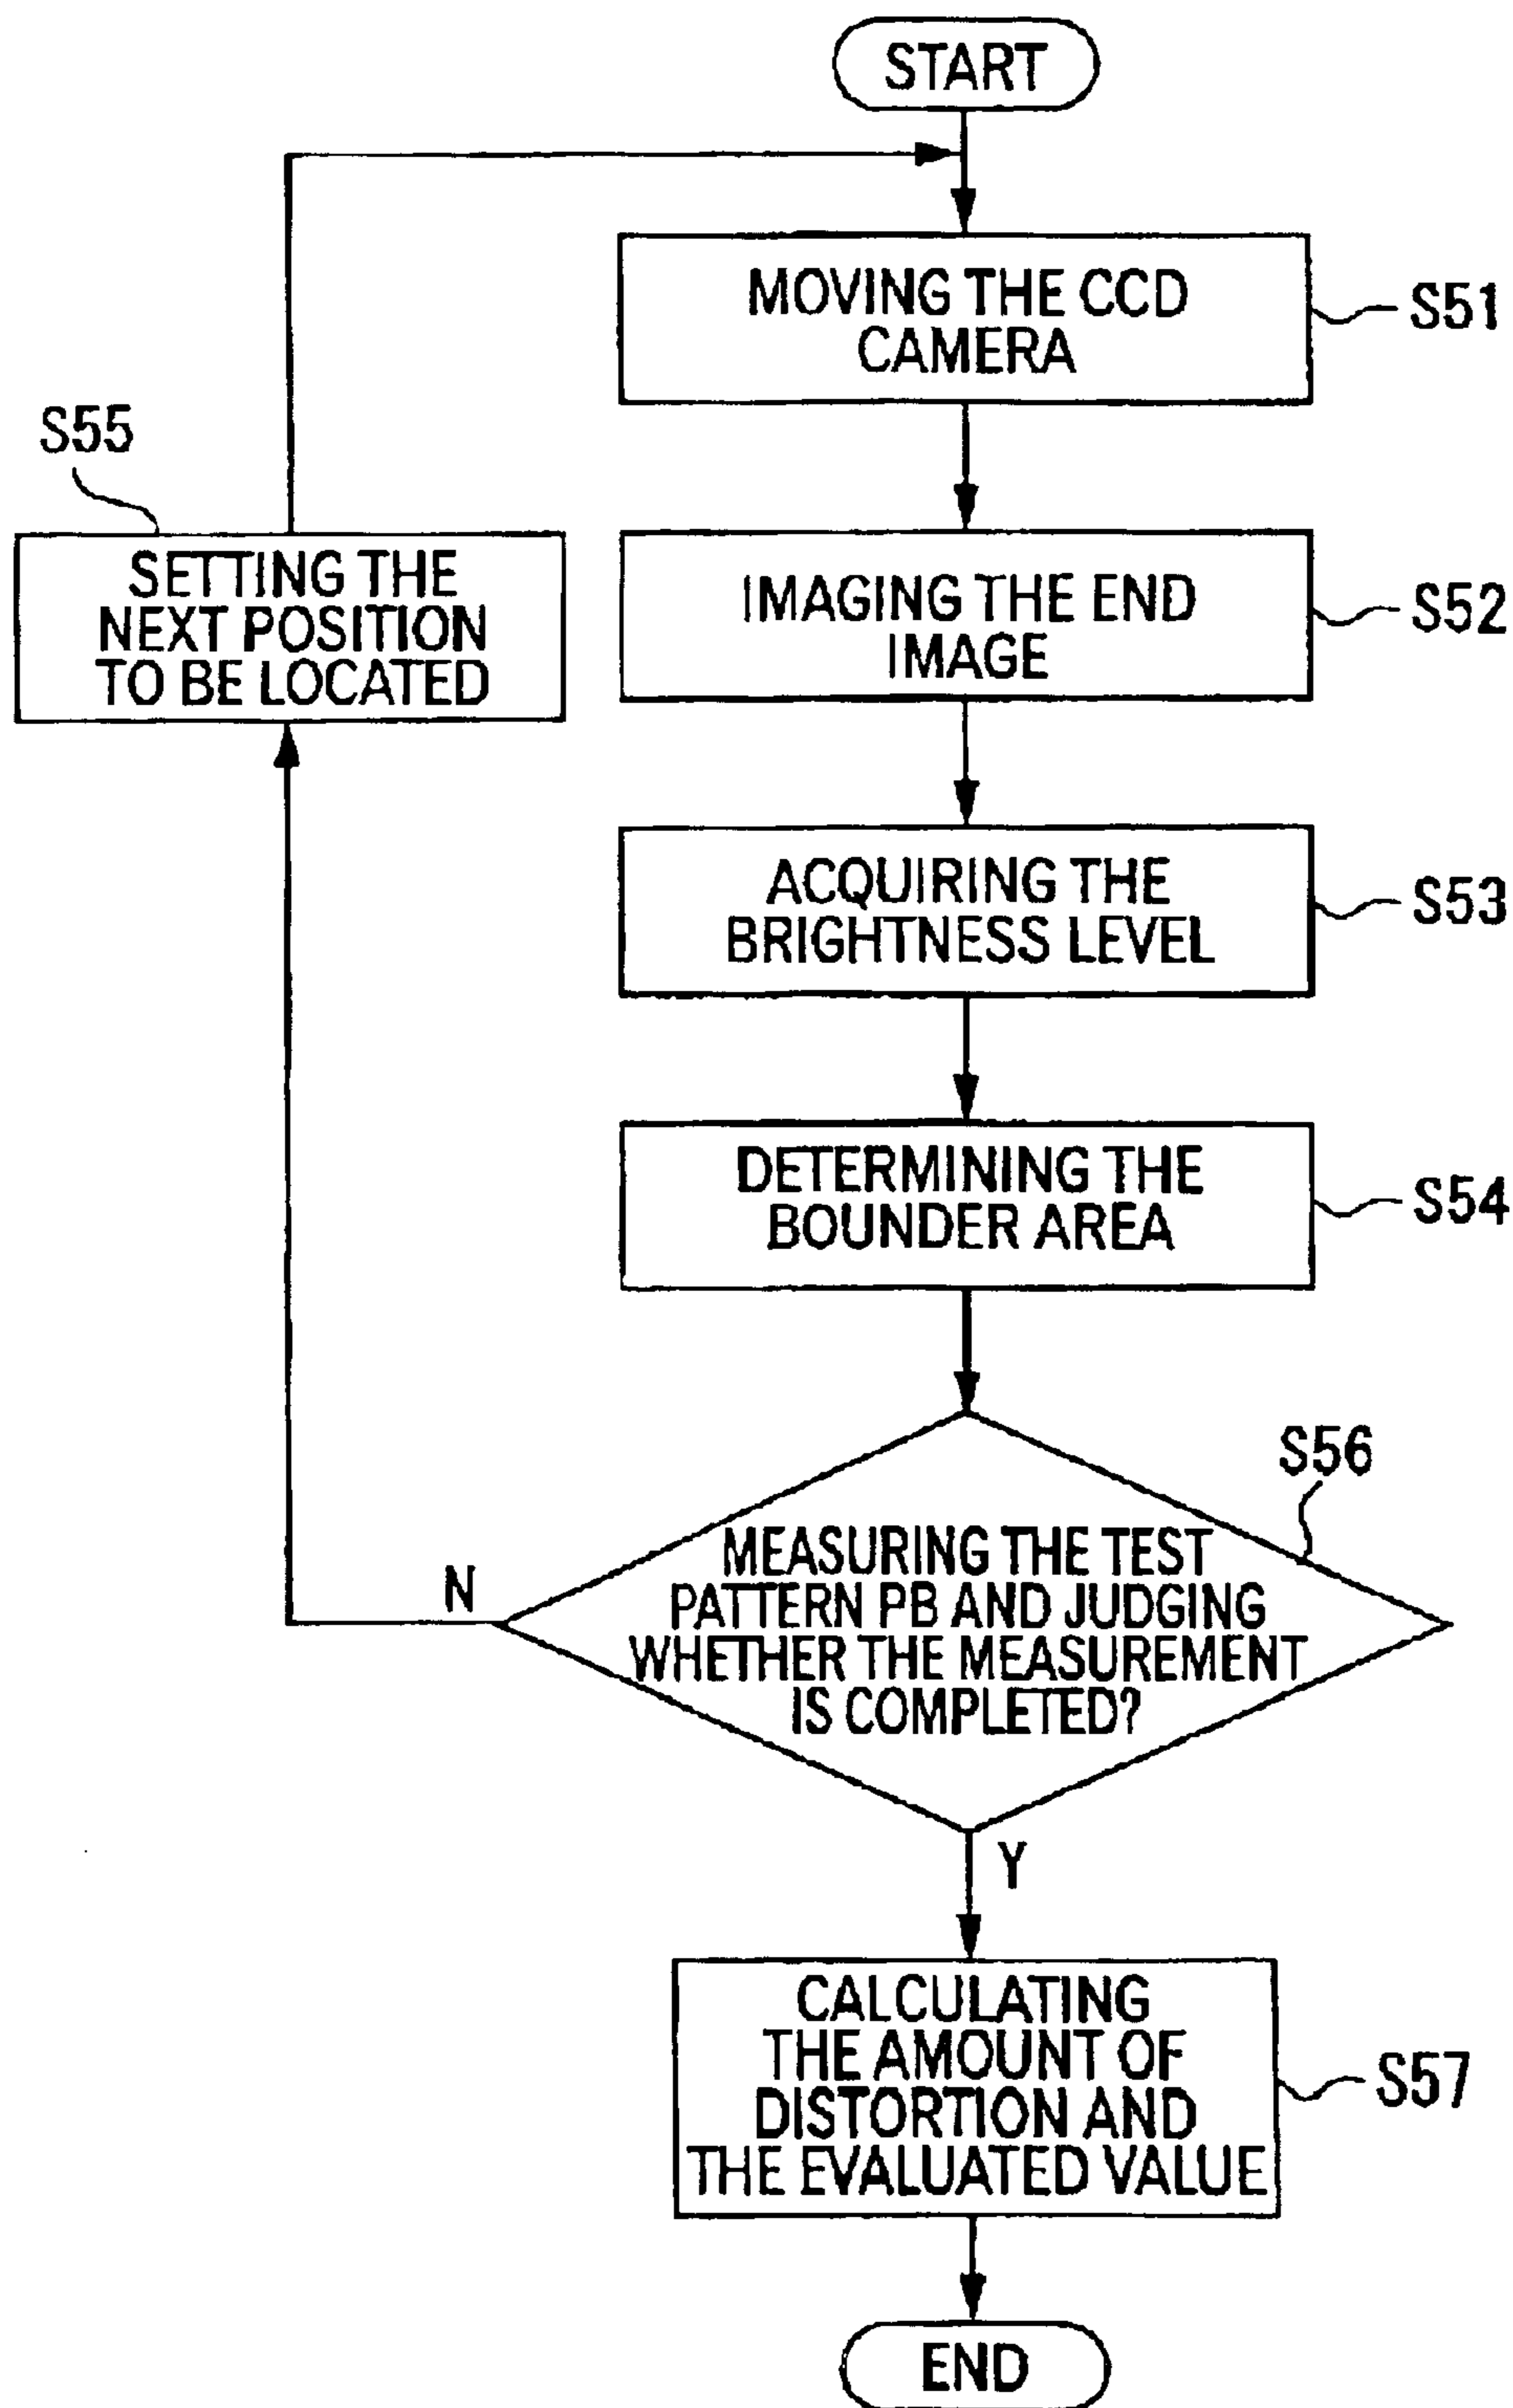 START
MOVING THE CCD
CAMERA
S51
S55
SETTING THE
NEXT POSITION
TO BE LOCATED
IMAGING THE END
IMAGE
S52
ACQUIRING THE
BRIGHTNESS LEVEL
S53
DETERMINING THE
BOUNDER AREA
S54
S56
MEASURING THE TEST
PATTERN PB AND JUDGING
WHETHER THE MEASUREMENT
IS COMPLETED?
N
Y
CALCULATING
THE AMOUNT OF
DISTORTION AND
THE EVALUATED VALUE
S57
END